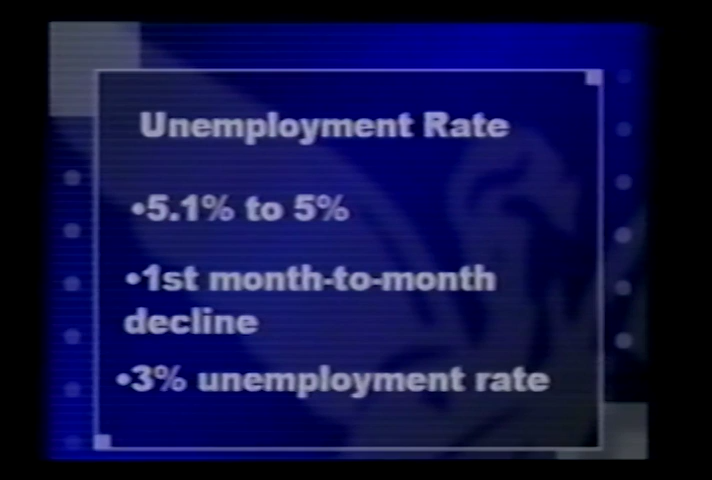 Unemployment Rate
•5.1% to 5%
•1st month-to-month
decline
•3% unemployment rate